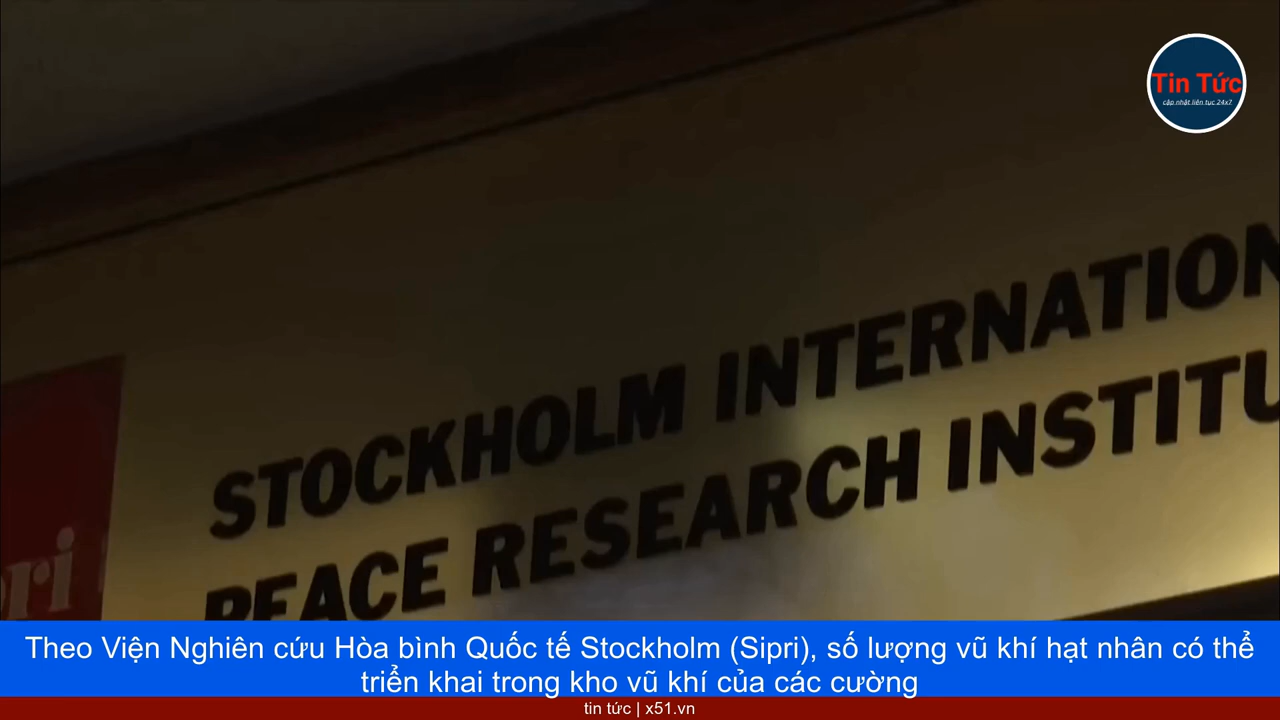 Tin Tức
cập nhật liên tục 24x7
STOCKHOLM INTERNATION
PEACE RESEARCH INSTITU
pri
Theo Viện Nghiên cứu Hòa bình Quốc tế Stockholm (Sipri), số lượng vũ khí hạt nhân có thể
triển khai trong kho vũ khí của các cường
tin tức | x51.vn